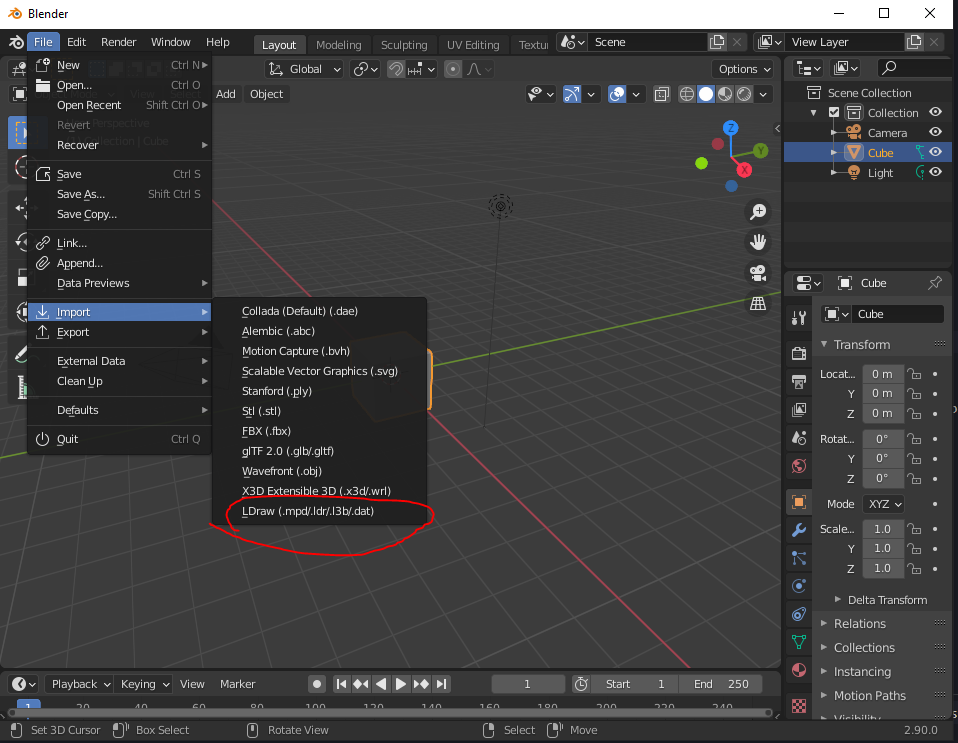 Blender
File Edit Render Window Help Layout Modeling Sculpting UV Editing Textu Scene View Layer
New Ctrl N
Global
Options
Open... Ctrl O
Add Object
Scene Collection
Open Recent Shift Ctrl O
Collection
Revert
Perspective
Camera
Recover
Collection | Cube
Cube
Save Ctrl S
Light
Save As... Shift Ctrl S
Save Copy...
Link...
Append...
Data Previews
Import
Export
External Data
Clean Up
Defaults
Quit Ctrl Q
Collada (Default) (.dae)
Alembic (.abc)
Motion Capture (.bvh)
Scalable Vector Graphics (.svg)
Stanford (.ply)
Stl (.stl)
FBX (.fbx)
glTF 2.0 (.glb/.gltf)
Wavefront (.obj)
X3D Extensible 3D (.x3d/.wrl)
LDraw (.mpd/.ldr/.l3b/.dat)
Z
Y
X
Cube
Cube
Transform
Locat... 0 m
Y 0 m
Z 0 m
Rotat... 0°
Y 0°
Z 0°
Mode XYZ
Scale... 1.0
Y 1.0
Z 1.0
Delta Transform
Relations
Collections
Instancing
Motion Paths
Visibility
Playback Keying View Marker 1 Start 1 End 250
1 20 40 60 80 100 120 140 160 180 200 220 240
Set 3D Cursor Box Select Rotate View Select Move 2.90.0